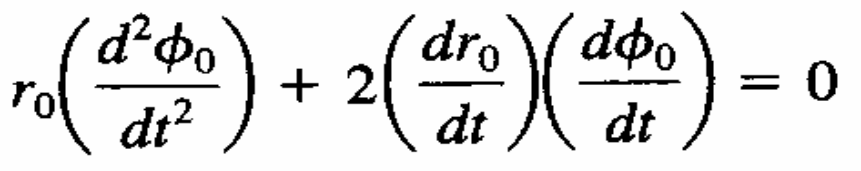 r₀(d²ϕ₀/dt²) + 2(dr₀/dt)(dϕ₀/dt) = 0